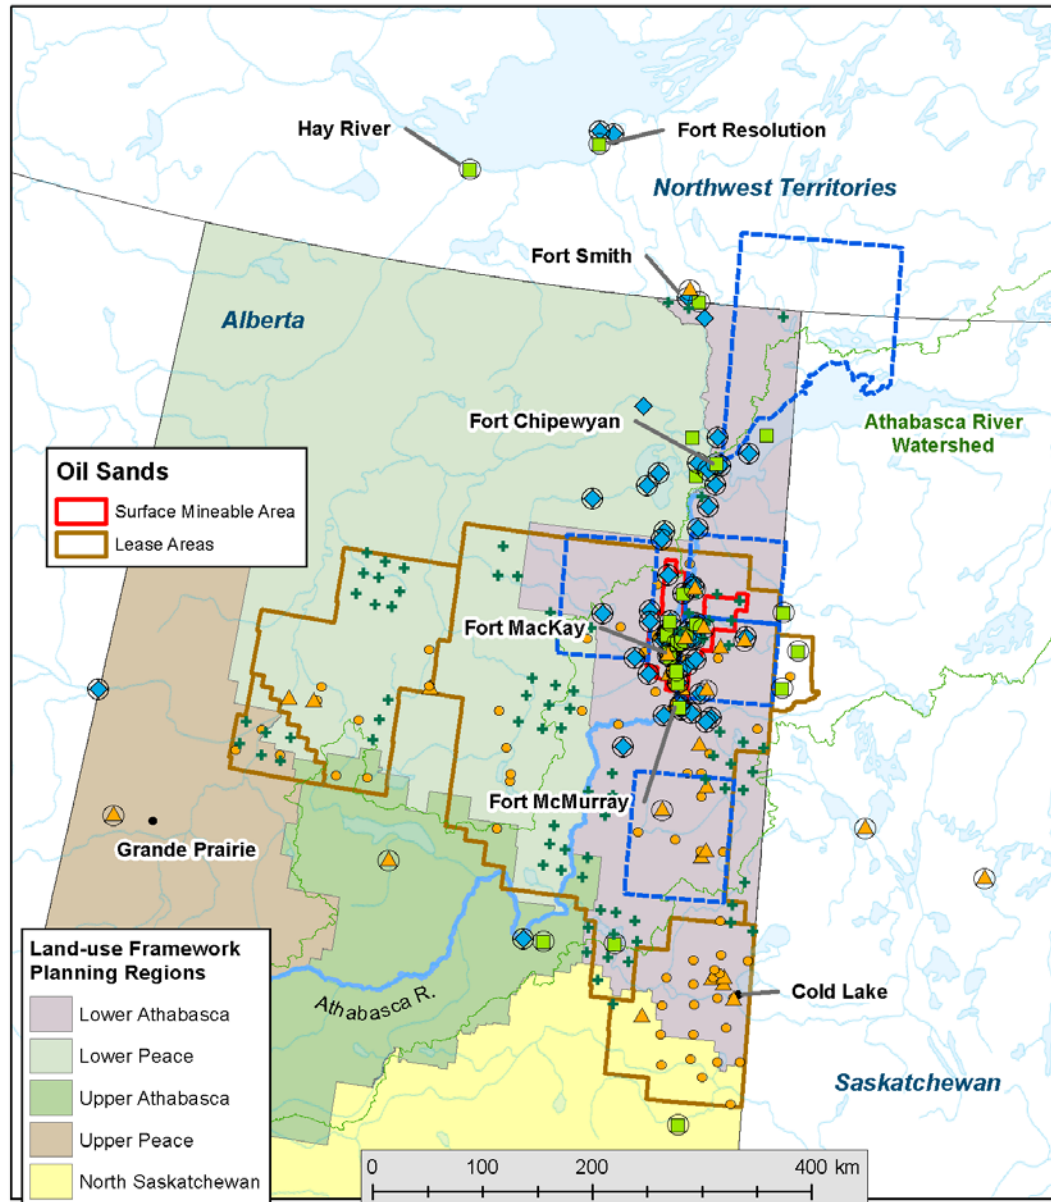 Hay River
Fort Resolution
Northwest Territories
Fort Smith
Alberta
Fort Chipewyan
Athabasca River
Watershed
Oil Sands
Surface Mineable Area
Lease Areas
Fort MacKay
Fort McMurray
Grande Prairie
Land-use Framework
Planning Regions
Lower Athabasca
Lower Peace
Upper Athabasca
Upper Peace
North Saskatchewan
Athabasca R.
Cold Lake
Saskatchewan
0 100 200 400 km